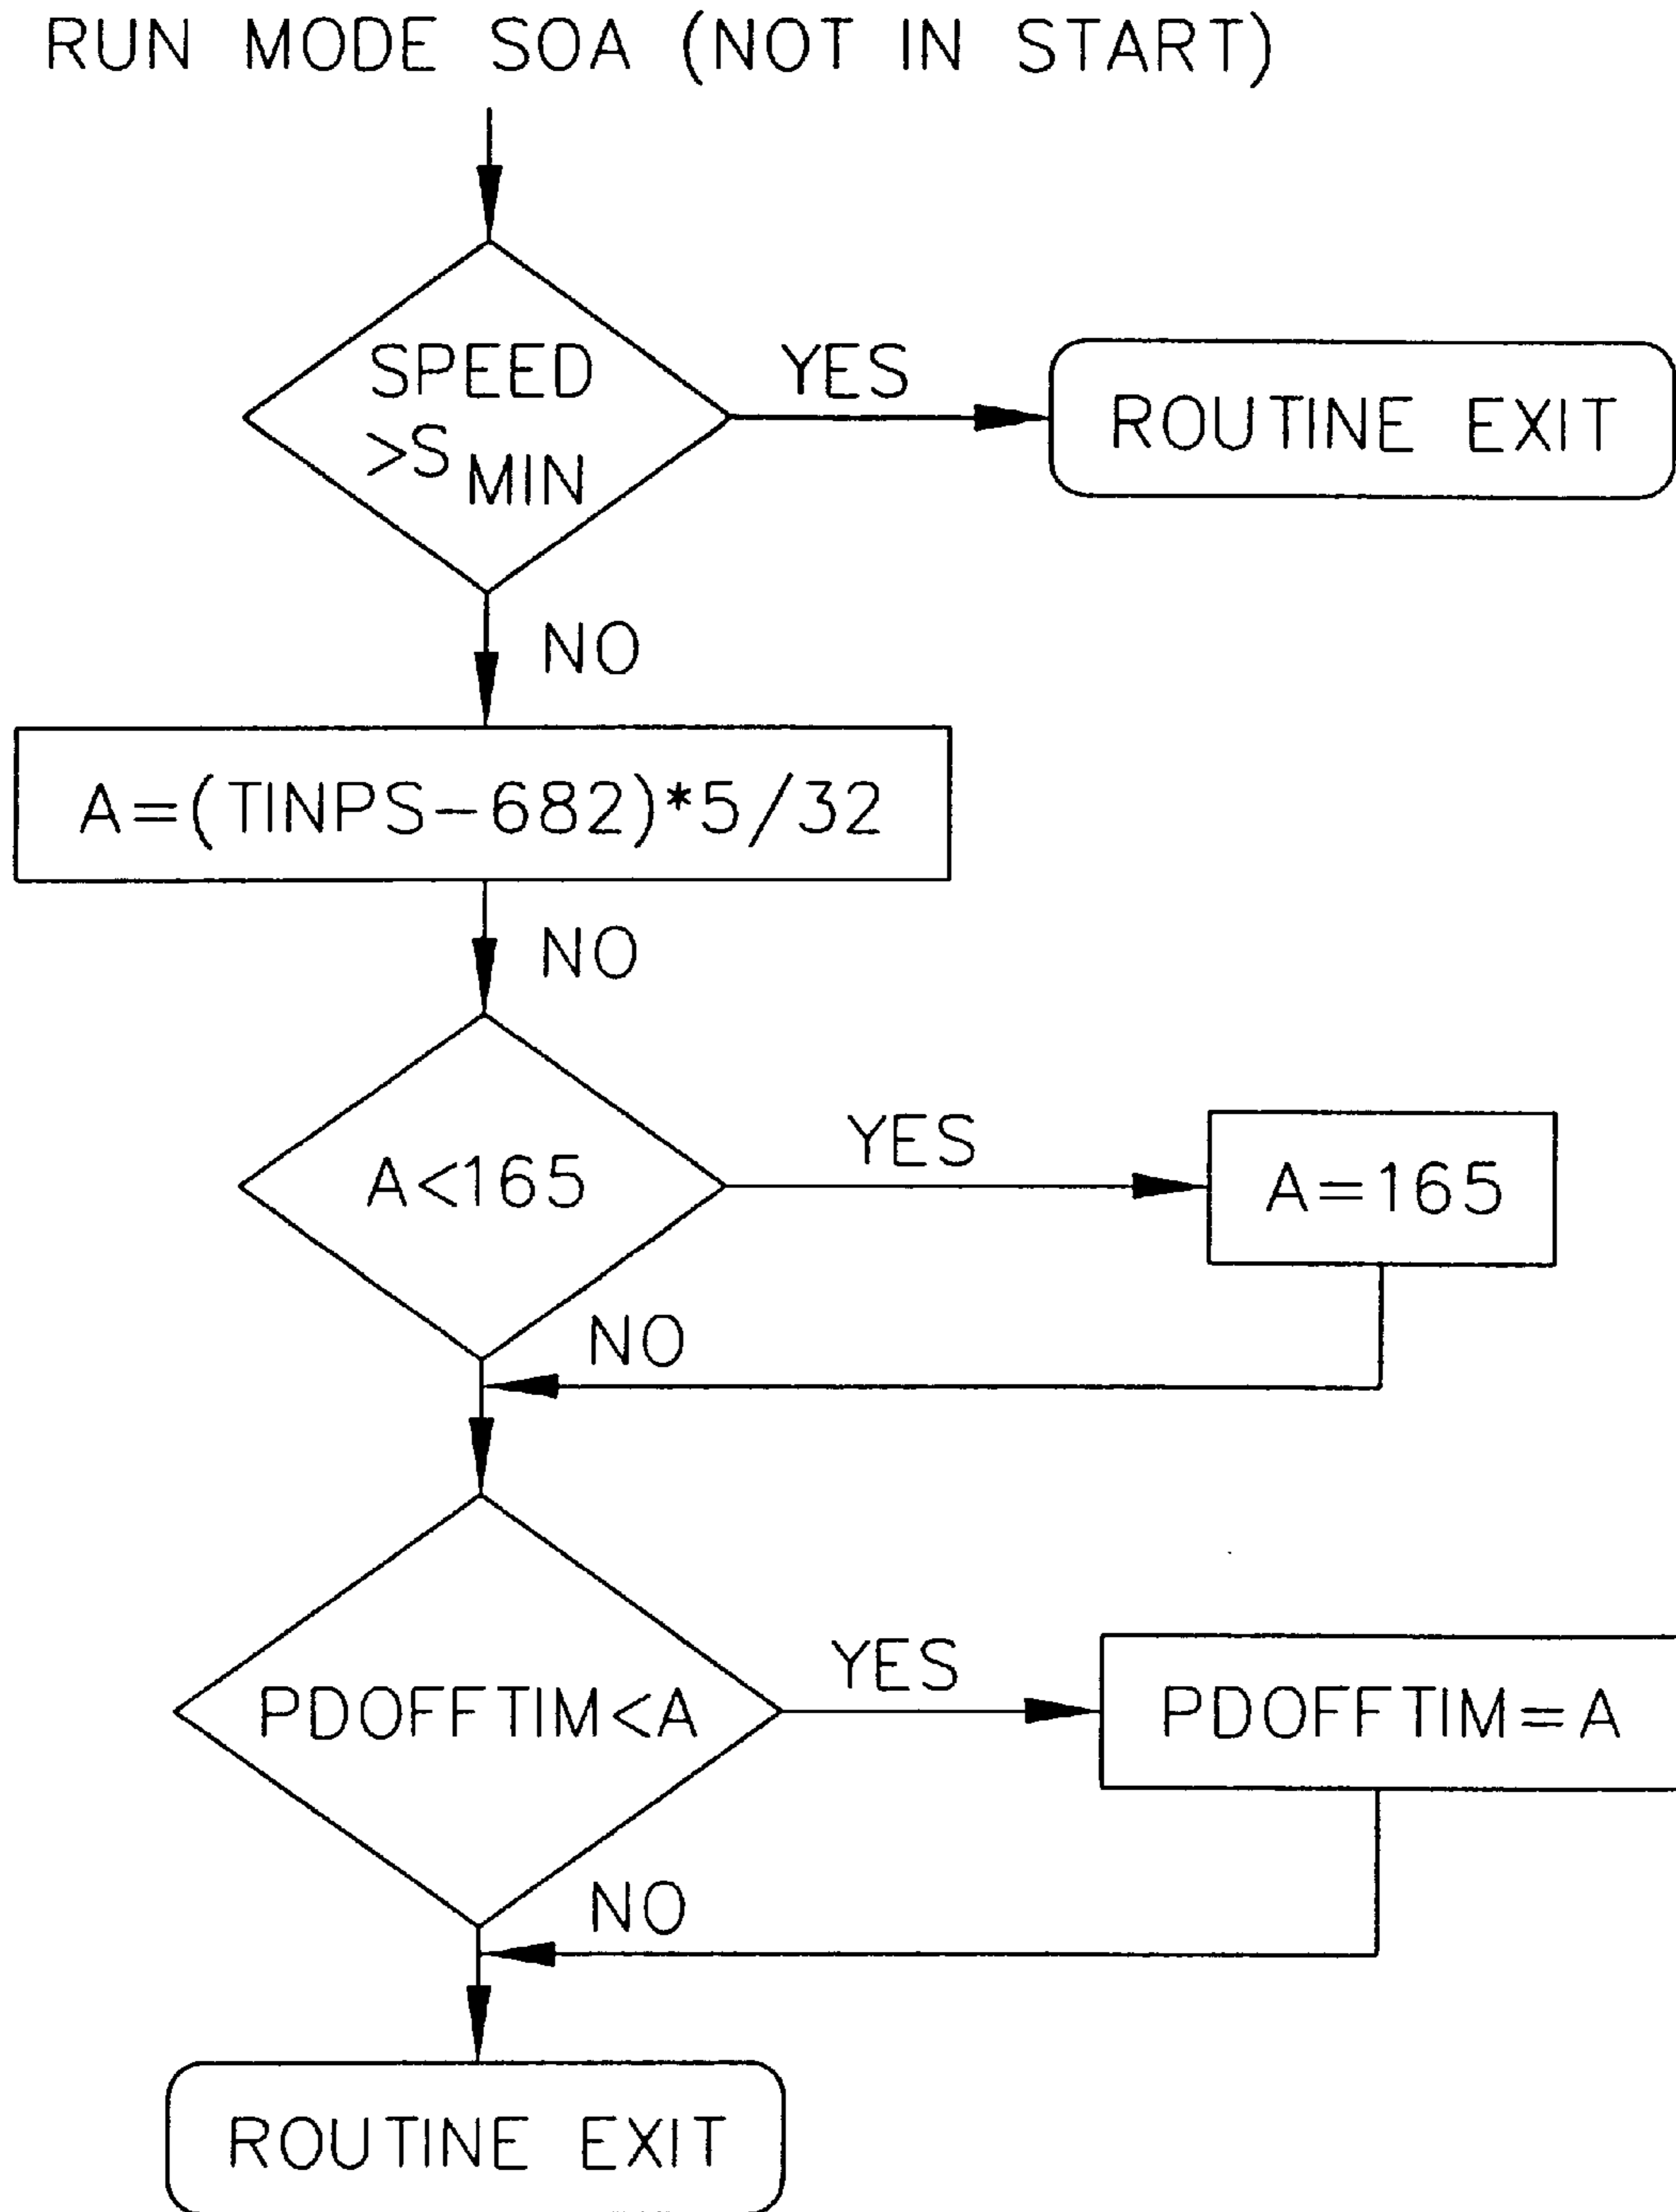 RUN MODE SOA (NOT IN START)
SPEED
>S MIN
YES
ROUTINE EXIT
NO
A=(TINPS-682)*5/32
NO
A<165
YES
A=165
NO
PDOFFTIM<A
YES
PDOFFTIM=A
NO
ROUTINE EXIT